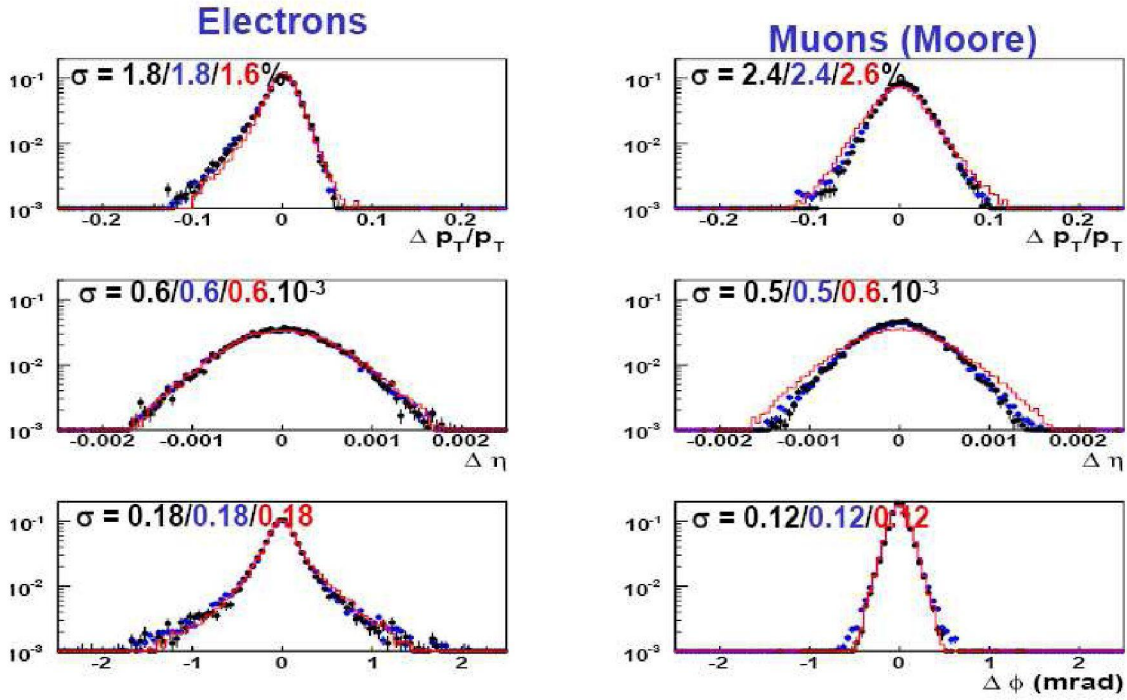 Electrons
σ = 1.8/1.8/1.6%
10⁻¹
10⁻²
10⁻³
-0.2 -0.1 0 0.1 0.2
Δ p_T/p_T
σ = 0.6/0.6/0.6.10⁻³
10⁻¹
10⁻²
10⁻³
-0.002 -0.001 0 0.001 0.002
Δ η
σ = 0.18/0.18/0.18
10⁻¹
10⁻²
10⁻³
-2 -1 0 1 2
Muons (Moore)
σ = 2.4/2.4/2.6%
10⁻¹
10⁻²
10⁻³
-0.2 -0.1 0 0.1 0.2
Δ p_T/p_T
σ = 0.5/0.5/0.6.10⁻³
10⁻¹
10⁻²
10⁻³
-0.002 -0.001 0 0.001 0.002
Δ η
σ = 0.12/0.12/0.12
10⁻¹
10⁻²
10⁻³
-2 -1 0 1 2
Δ ϕ (mrad)